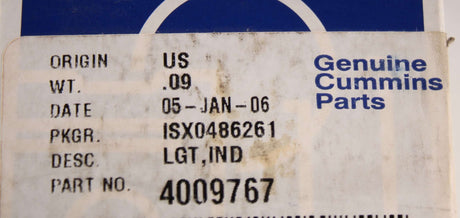 ORIGIN US
WT. .09
DATE 05-JAN-06
PKGR. ISX0486261
DESC. LGT,IND
PART NO. 4009767
Genuine
Cummins
Parts